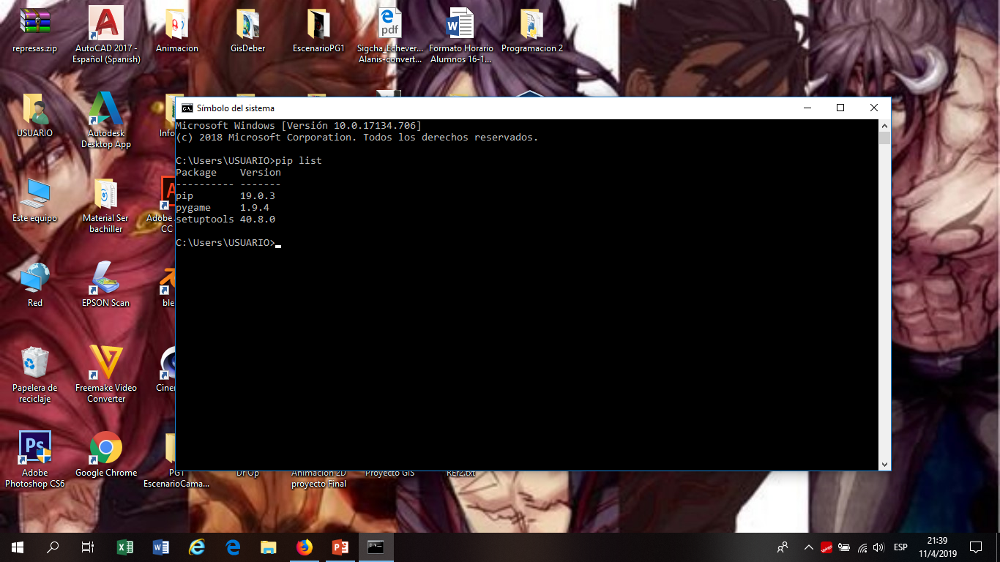 represas.zip
AutoCAD 2017 -
Español (Spanish)
Animacion
GisDeber
EscenarioPG1
Sigcha_Echever...
Alanis-convert...
Formato Horario
Alumnos 16-1...
Programacion 2
pdf
USUARIO
Autodesk
Desktop App
Info
Este equipo
Material Ser
bachiller
Adobe
CC
Red
EPSON Scan
ble
Papelera de
reciclaje
Freemake Video
Converter
Cine
Ps
Adobe
Photoshop CS6
Google Chrome
PG1
EscenarioCama...
Dr Op
Animacion 2D
proyecto Final
Proyecto GIS
Símbolo del sistema
Microsoft Windows [Versión 10.0.17134.706]
(c) 2018 Microsoft Corporation. Todos los derechos reservados.
C:\Users\USUARIO>pip list
Package    Version
---------- -------
pip        19.0.3
pygame     1.9.4
setuptools 40.8.0
C:\Users\USUARIO>
ESP
21:39
11/4/2019